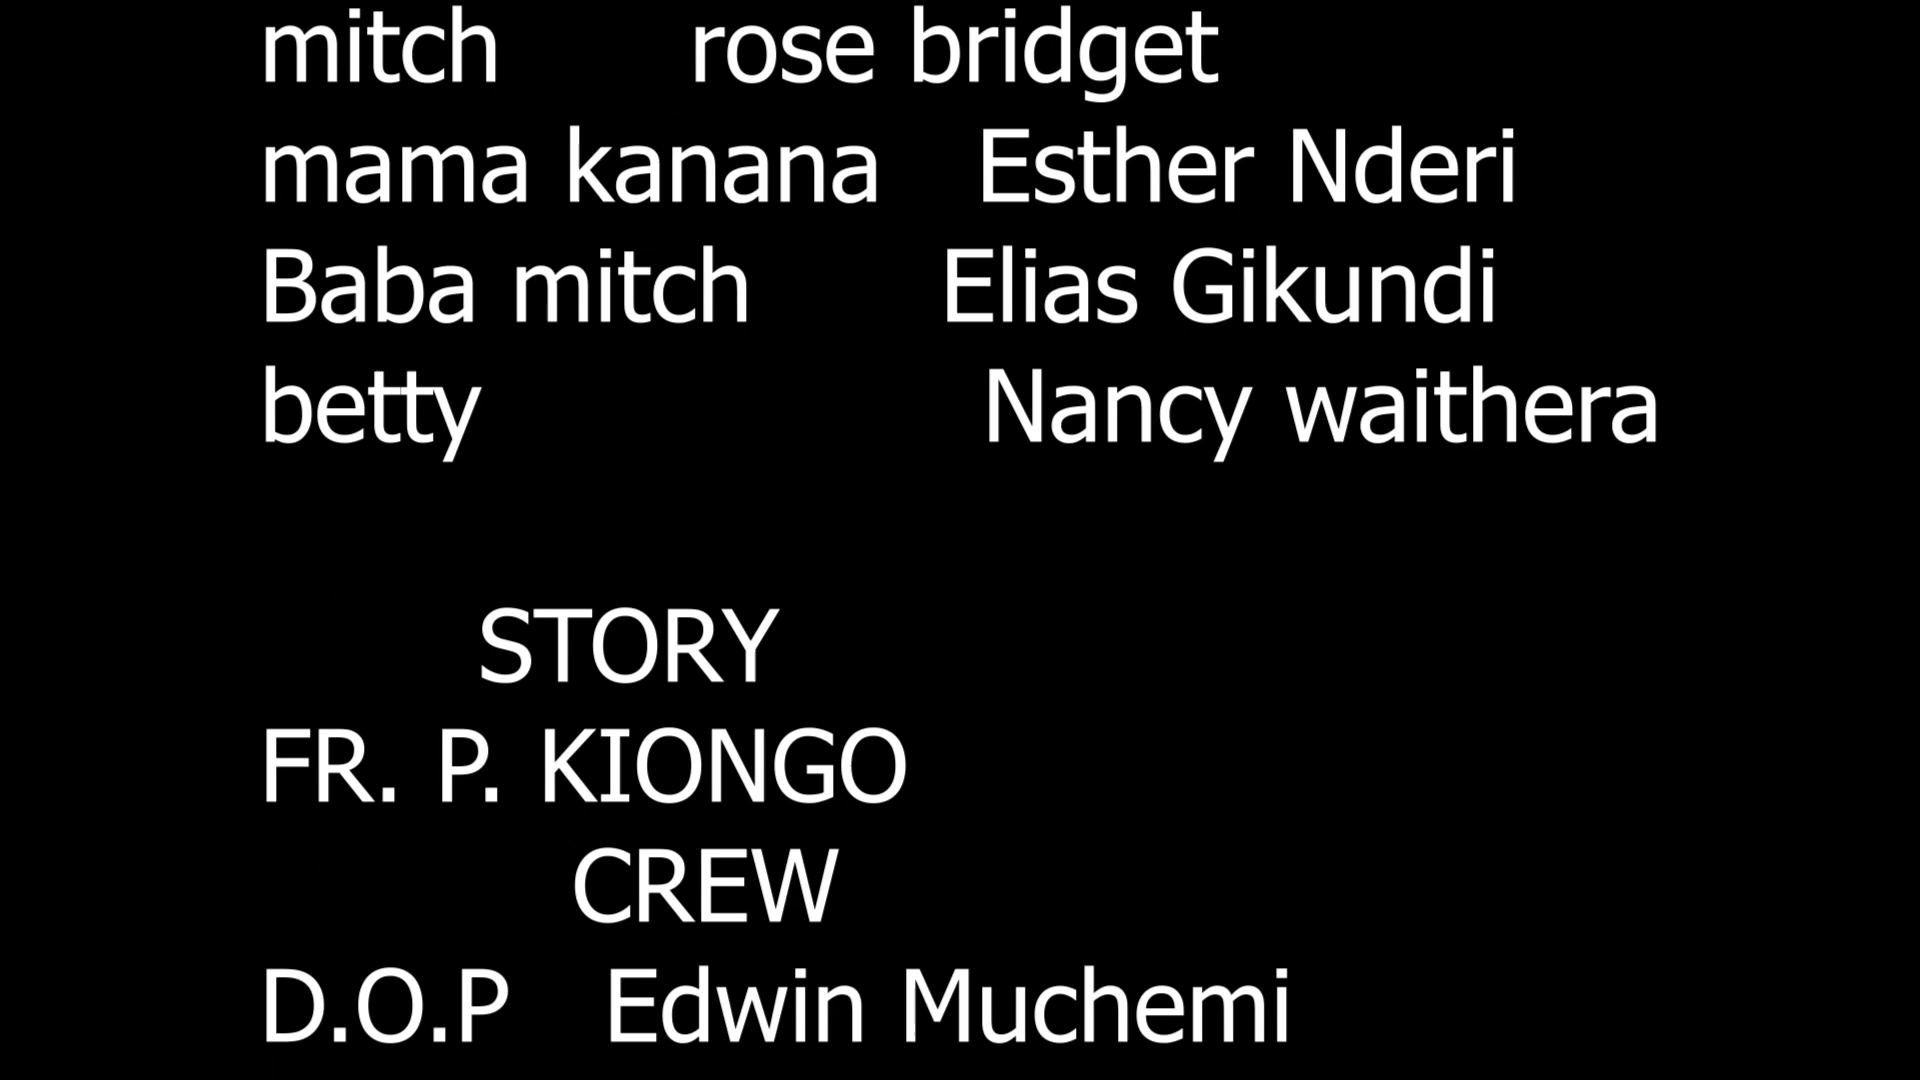 mitch rose bridget
mama kanana Esther Nderi
Baba mitch Elias Gikundi
betty Nancy waithera
STORY
FR. P. KIONGO
CREW
D.O.P Edwin Muchemi